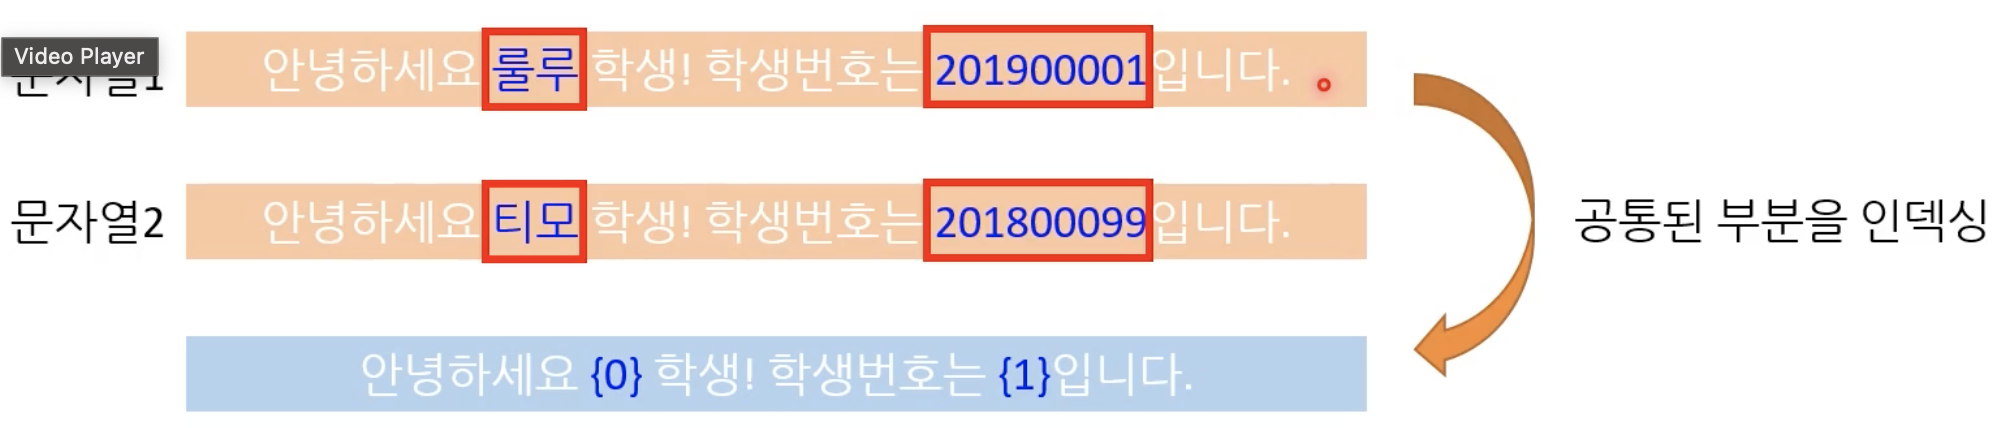 Video Player
문자열1
안녕하세요 룰루 학생! 학생번호는 201900001입니다.
문자열2
안녕하세요 티모 학생! 학생번호는 201800099입니다.
공통된 부분을 인덱싱
안녕하세요 {0} 학생! 학생번호는 {1}입니다.